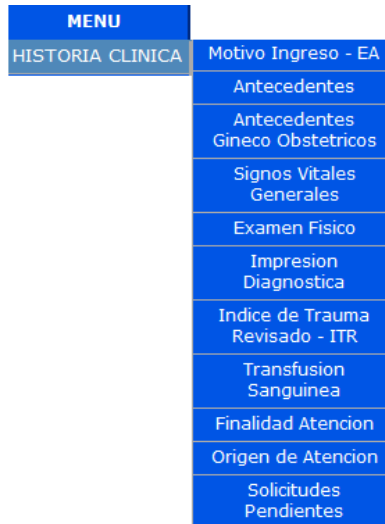 MENU
HISTORIA CLINICA
Motivo Ingreso - EA
Antecedentes
Antecedentes
Gineco Obstetricos
Signos Vitales
Generales
Examen Fisico
Impresion
Diagnostica
Indice de Trauma
Revisado - ITR
Transfusion
Sanguinea
Finalidad Atencion
Origen de Atencion
Solicitudes
Pendientes